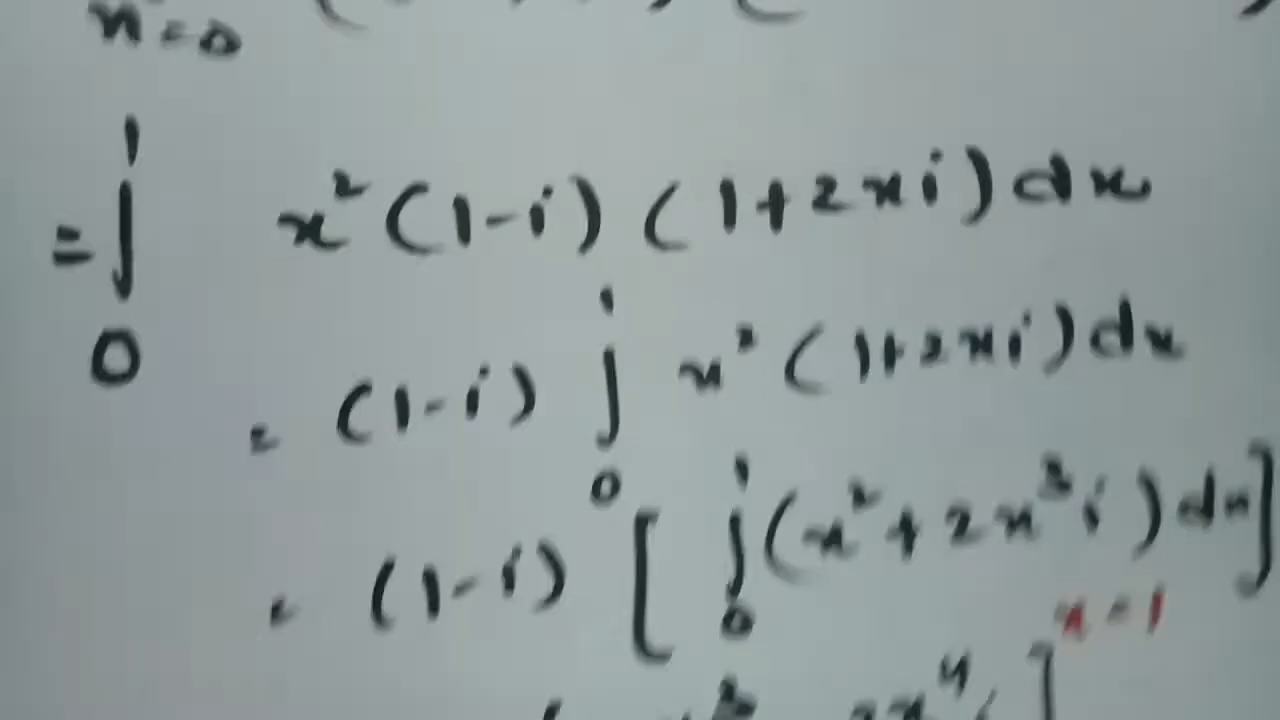 x=0
= ∫₀¹ x²(1-i)(1+2xi)dx
= (1-i) ∫₀¹ x²(1+2xi)dx
= (1-i) [ ∫₀¹ (x²+2x³i)dx ]
x=1
2x⁴i ]